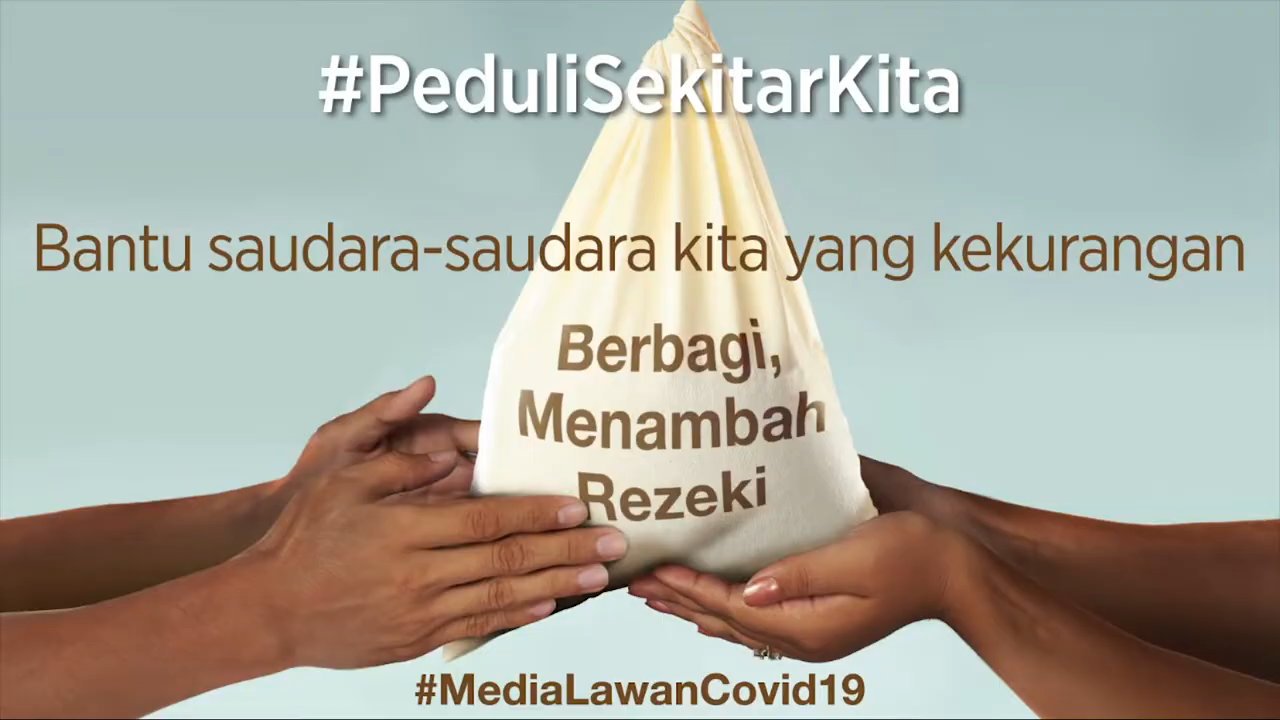 #PeduliSekitarKita
Bantu saudara-saudara kita yang kekurangan
Berbagi,
Menambah
Rezeki
#MediaLawanCovid19